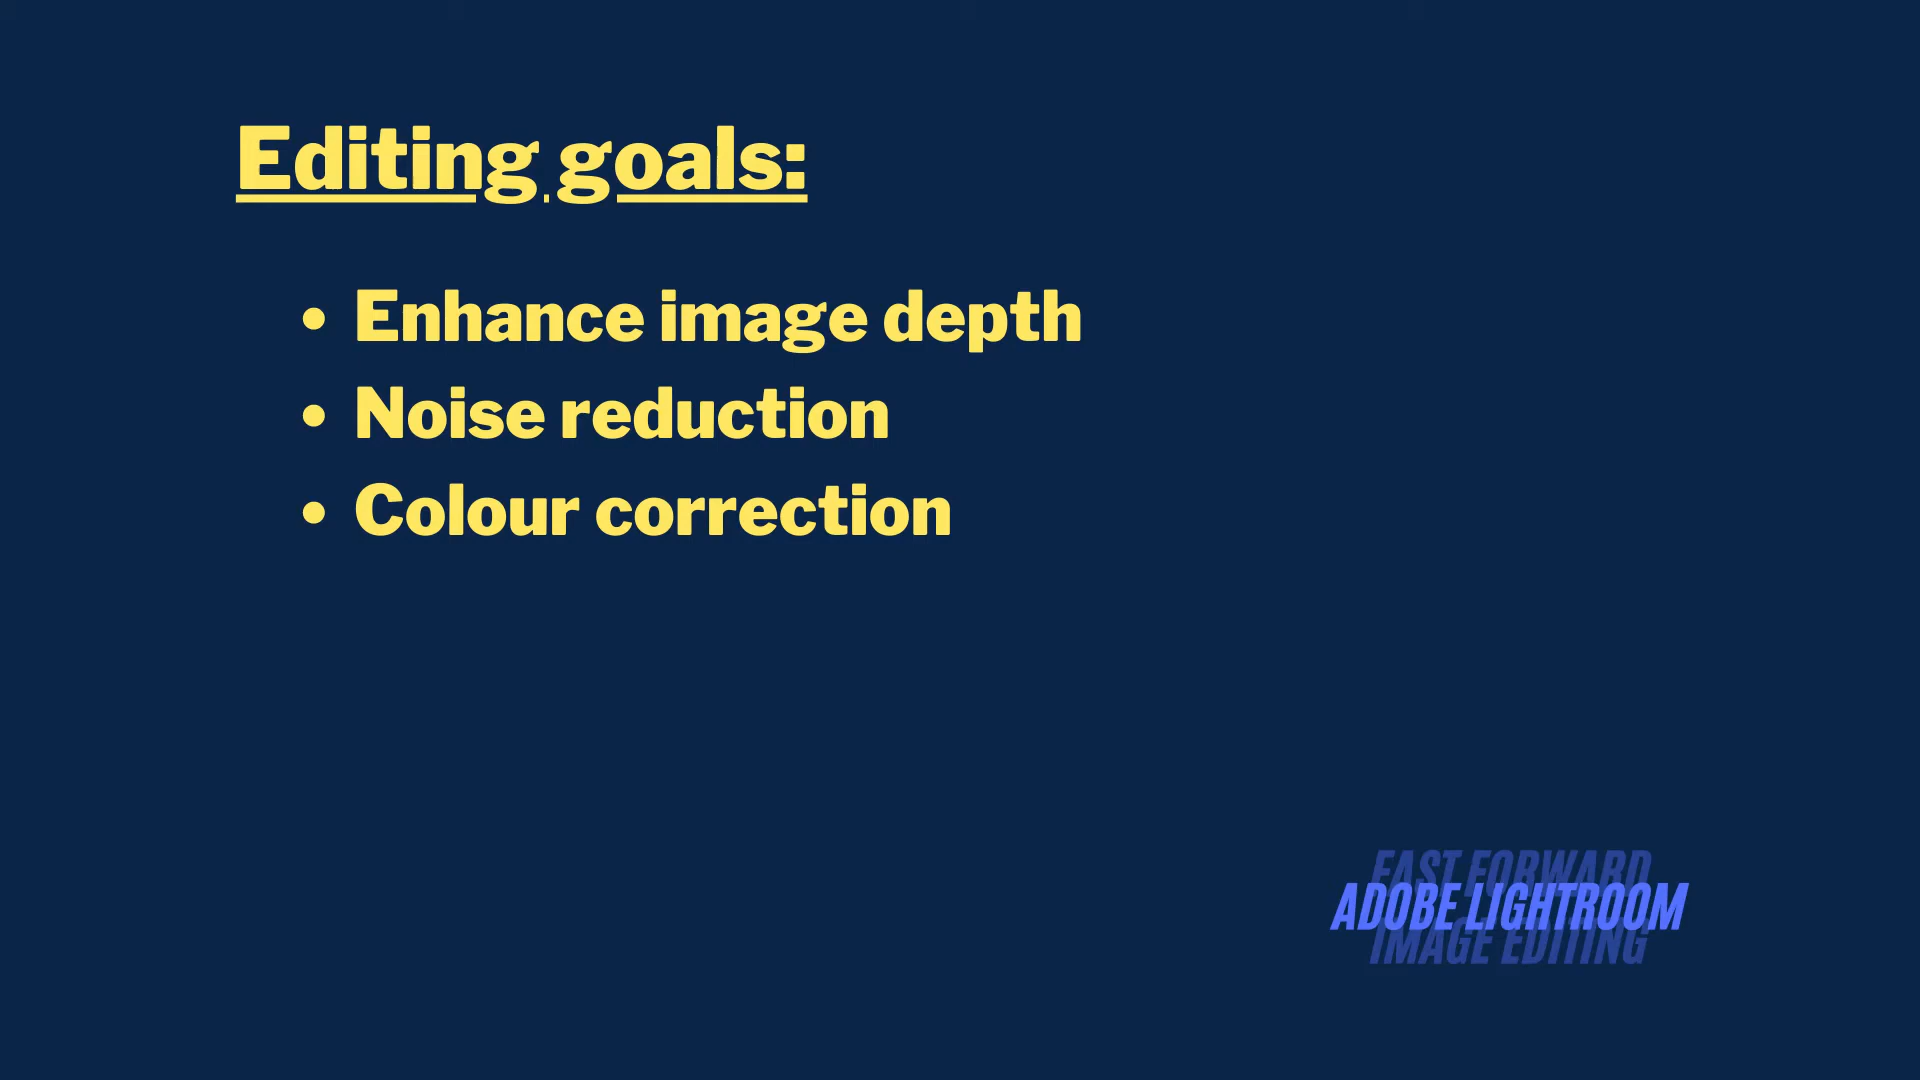 Editing goals:
• Enhance image depth
• Noise reduction
• Colour correction
FAST FORWARD
ADOBE LIGHTROOM
IMAGE EDITING